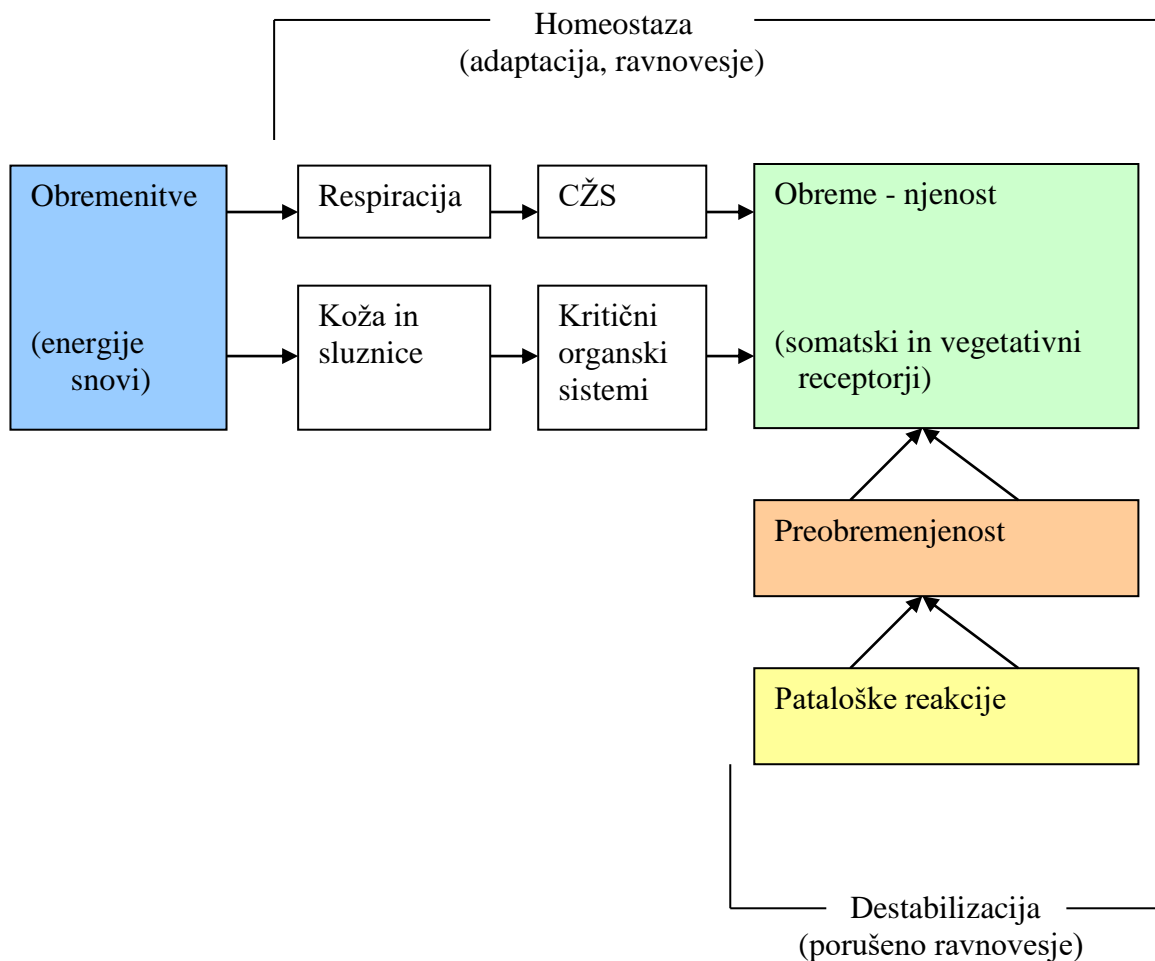 Homeostaza
(adaptacija, ravnovesje)
Obremenitve
(energije
snovi)
Respiracija
CŽS
Obreme - njenost
(somatski in vegetativni
receptorji)
Koža in
sluznice
Kritični
organski
sistemi
Preobremenjenost
Pataloške reakcije
Destabilizacija
(porušeno ravnovesje)